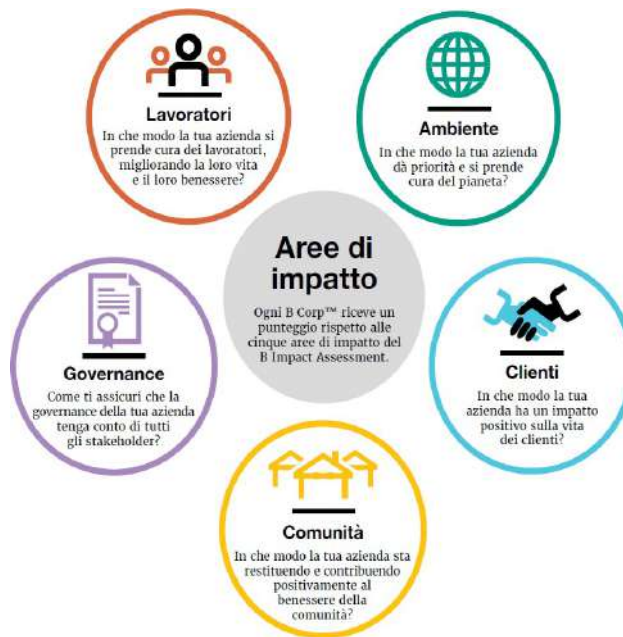 Lavoratori
In che modo la tua azienda si
prende cura dei lavoratori,
migliorando la loro vita
e il loro benessere?
Ambiente
In che modo la tua azienda
dà priorità e si prende
cura del pianeta?
Aree di
impatto
Ogni B Corp™ riceve un
punteggio rispetto alle
cinque aree di impatto del
B Impact Assessment.
Governance
Come ti assicuri che la
governance della tua azienda
tenga conto di tutti
gli stakeholder?
Clienti
In che modo la tua
azienda ha un impatto
positivo sulla vita
dei clienti?
Comunità
In che modo la tua azienda sta
restituendo e contribuendo
positivamente al
benessere della
comunità?